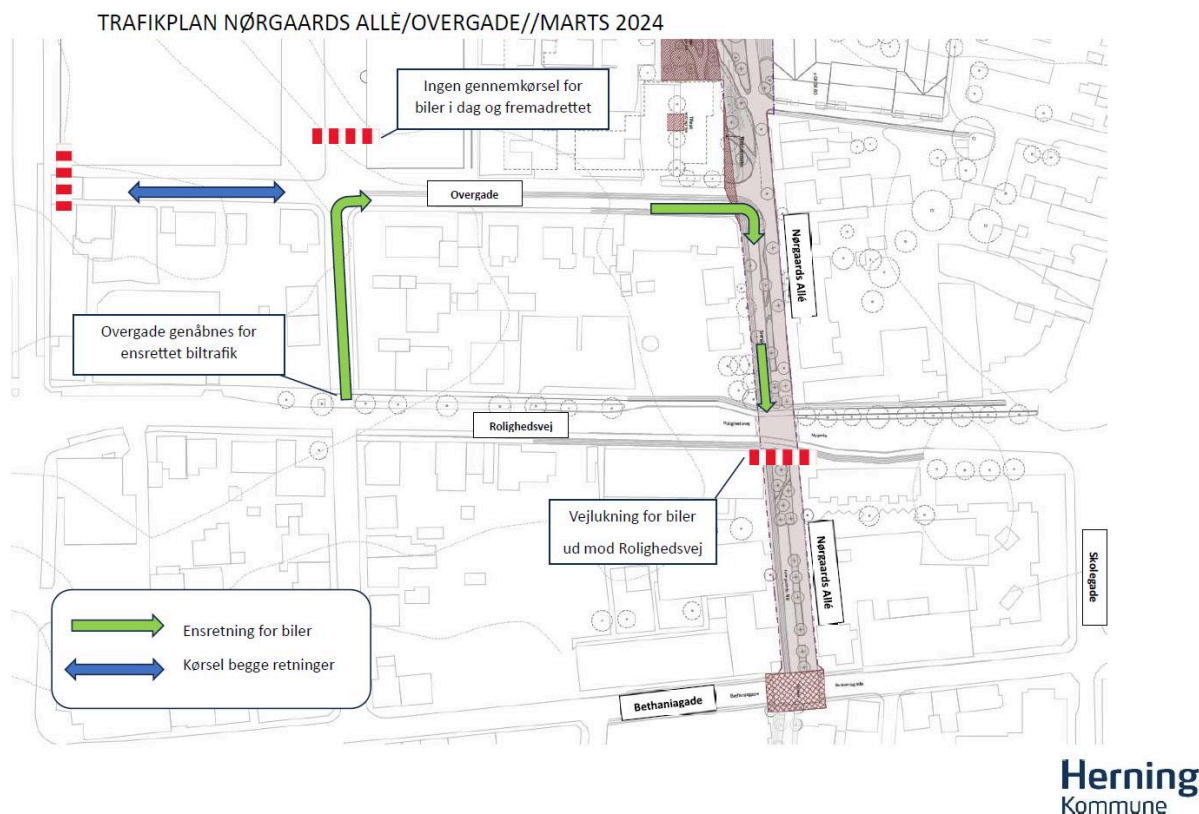 TRAFIKPLAN NØRGAARDS ALLÈ/OVERGADE//MARTS 2024
Ingen gennemkørsel for
biler i dag og fremadrettet
Overgade
Nørgaards Allé
Overgade genåbnes for
ensrettet biltrafik
Rolighedsvej
Rolighedsvej
Vejlukning for biler
ud mod Rolighedsvej
Nørgaards Allé
Skolegade
Ensretning for biler
Kørsel begge retninger
Bethaniagade
Bethaniagade
Herning
Kommune